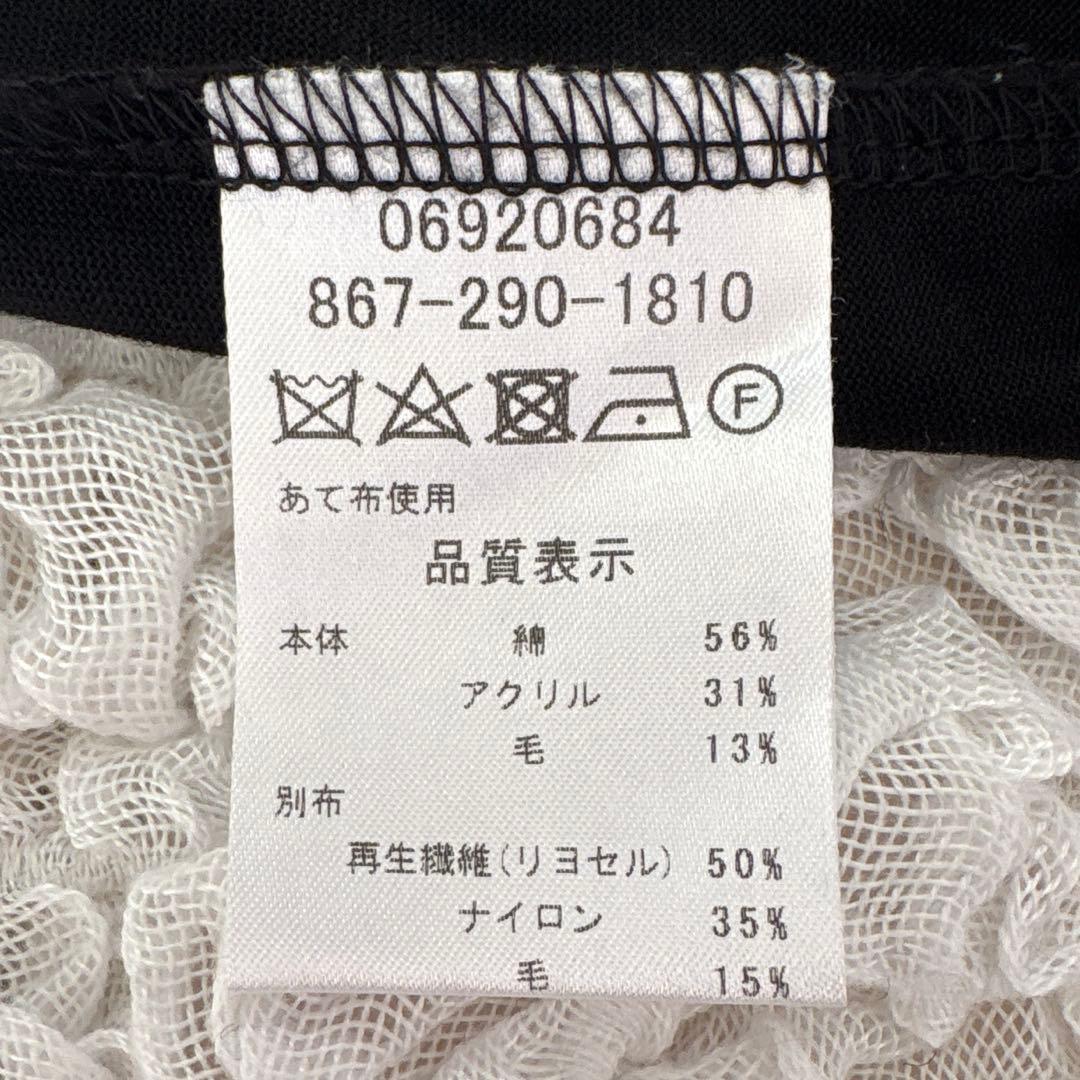 06920684
867-290-1810
F
あて布使用
品質表示
本体 綿 56%
アクリル 31%
毛 13%
別布
再生繊維(リヨセル) 50%
ナイロン 35%
毛 15%